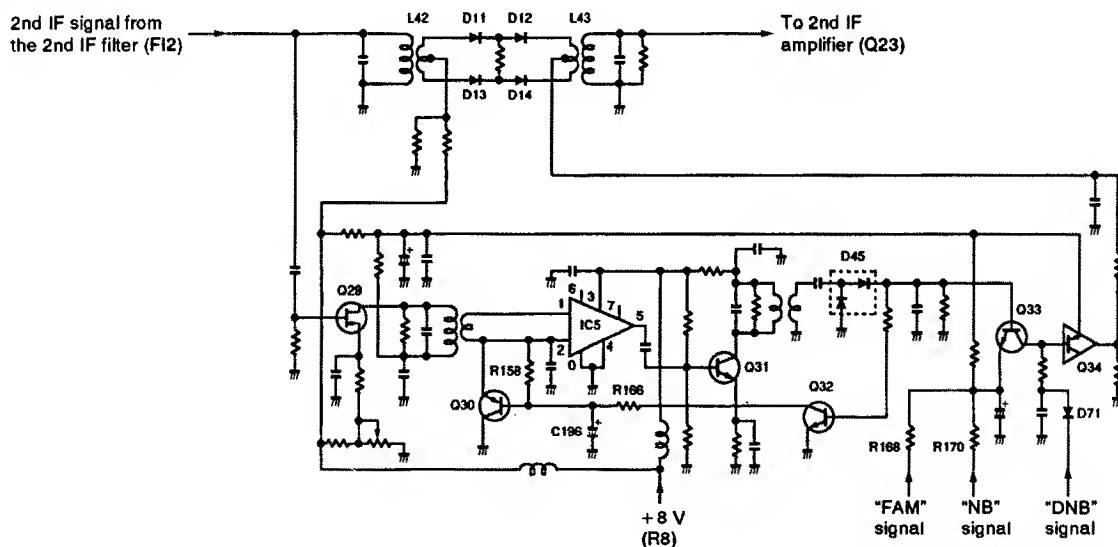 2nd IF signal from
the 2nd IF filter (FI2)
L42
D11
D12
L43
To 2nd IF
amplifier (Q23)
D13
D14
D45
Q29
6
3
7
1
IC5
5
Q33
2
4
0
Q31
Q34
R158
Q30
R166
Q32
C196
D71
R168
R170
+8 V
(R8)
"FAM"
signal
"NB"
signal
"DNB"
signal
+
+
+